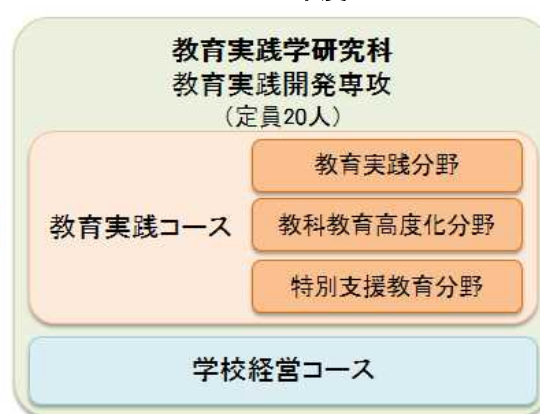 教育実践学研究科
教育実践開発専攻
（定員20人）
教育実践コース
教育実践分野
教科教育高度化分野
特別支援教育分野
学校経営コース